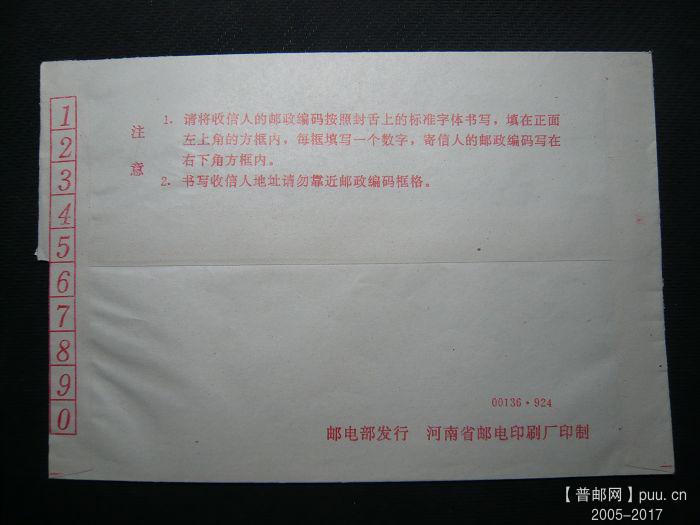 1
2
3
4
5
6
7
8
9
0
注意
1. 请将收信人的邮政编码按照封舌上的标准字体书写，填在正面
左上角的方框内，每框填写一个数字，寄信人的邮政编码写在
右下角方框内。
2. 书写收信人地址请勿靠近邮政编码框格。
00136·924
邮电部发行 河南省邮电印刷厂印制
【普邮网】puu.cn
2005-2017